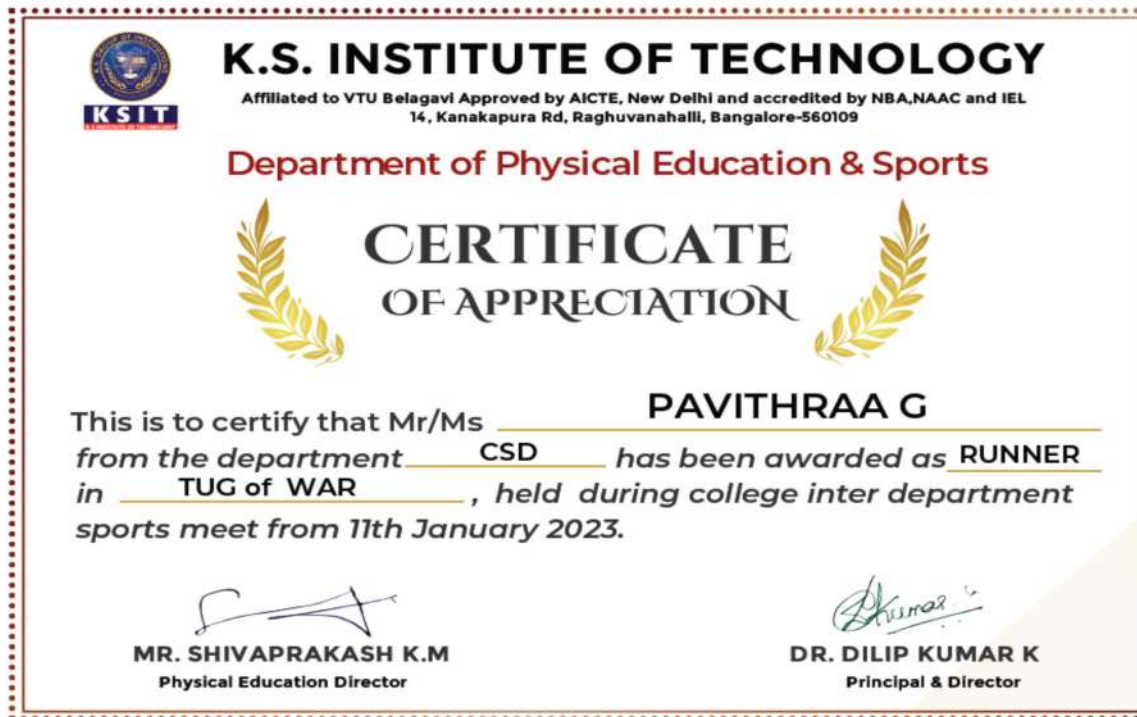 K.S. INSTITUTE OF TECHNOLOGY
Affiliated to VTU Belagavi Approved by AICTE, New Delhi and accredited by NBA,NAAC and IEL
14, Kanakapura Rd, Raghuvanahalli, Bangalore-560109
KSIT
K.S INSTITUTE OF TECHNOLOGY
Department of Physical Education & Sports
CERTIFICATE
OF APPRECIATION
This is to certify that Mr/Ms PAVITHRAA G
from the department CSD has been awarded as RUNNER
in TUG of WAR , held during college inter department
sports meet from 11th January 2023.
MR. SHIVAPRAKASH K.M
Physical Education Director
DR. DILIP KUMAR K
Principal & Director